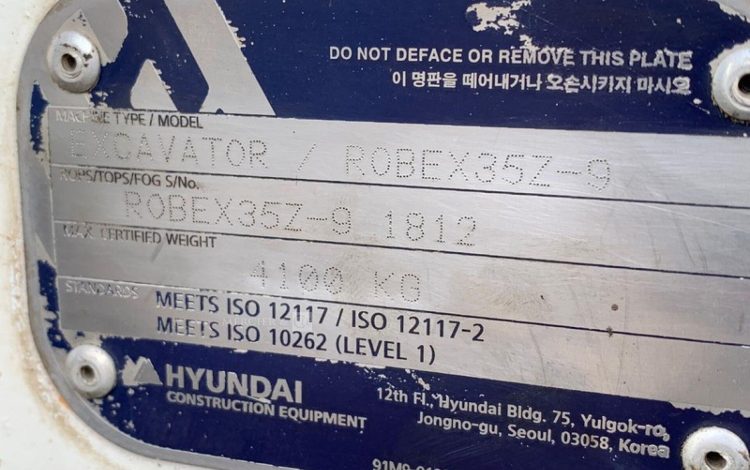 DO NOT DEFACE OR REMOVE THIS PLATE
이 명판을 떼어내거나 오손시키지 마시오
MACHINE TYPE / MODEL
EXCAVATOR / ROBEX35Z-9
ROPS/TOPS/FOG S/No.
ROBEX35Z-9 1812
MAX. CERTIFIED WEIGHT
4100 KG
STANDARDS
MEETS ISO 12117 / ISO 12117-2
MEETS ISO 10262 (LEVEL 1)
HYUNDAI
CONSTRUCTION EQUIPMENT
12th Fl., Hyundai Bldg. 75, Yulgok-ro,
Jongno-gu, Seoul, 03058, Korea